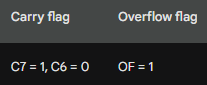 Carry flag Overflow flag
C7 = 1, C6 = 0 OF = 1